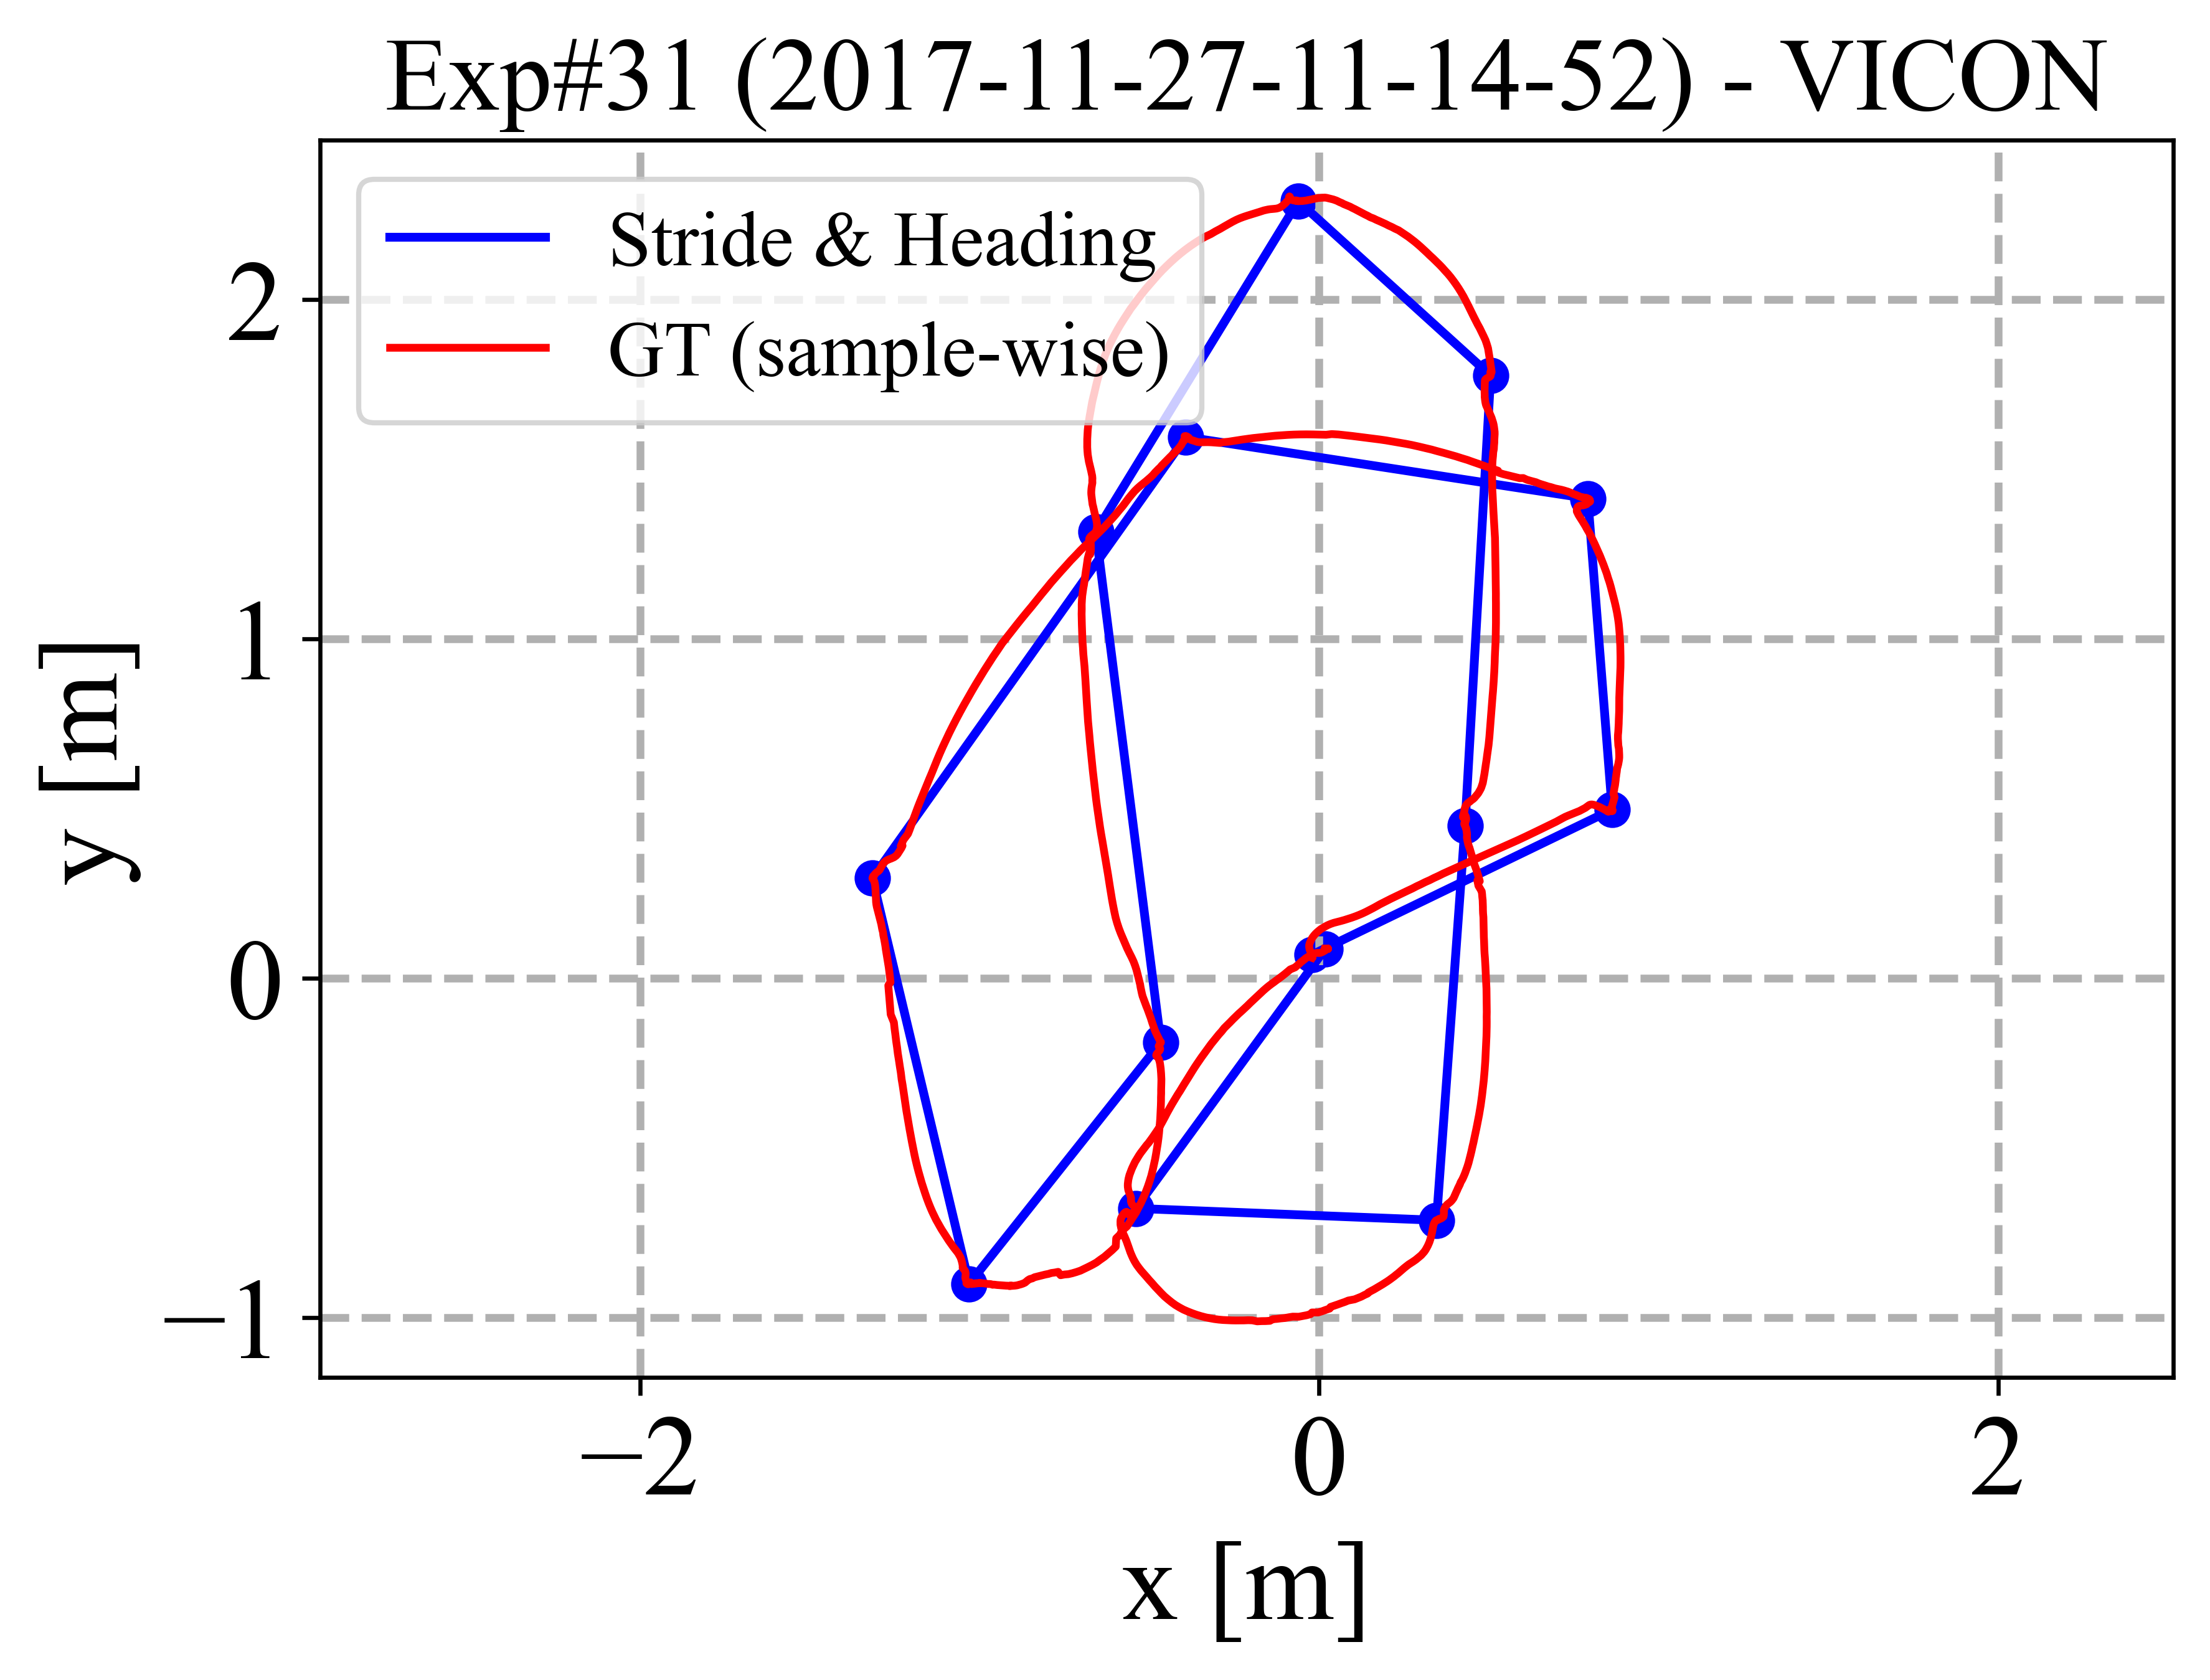 Exp#31 (2017-11-27-11-14-52) - VICON
Stride & Heading
GT (sample-wise)
2
1
0
−1
y [m]
−2 0 2
x [m]